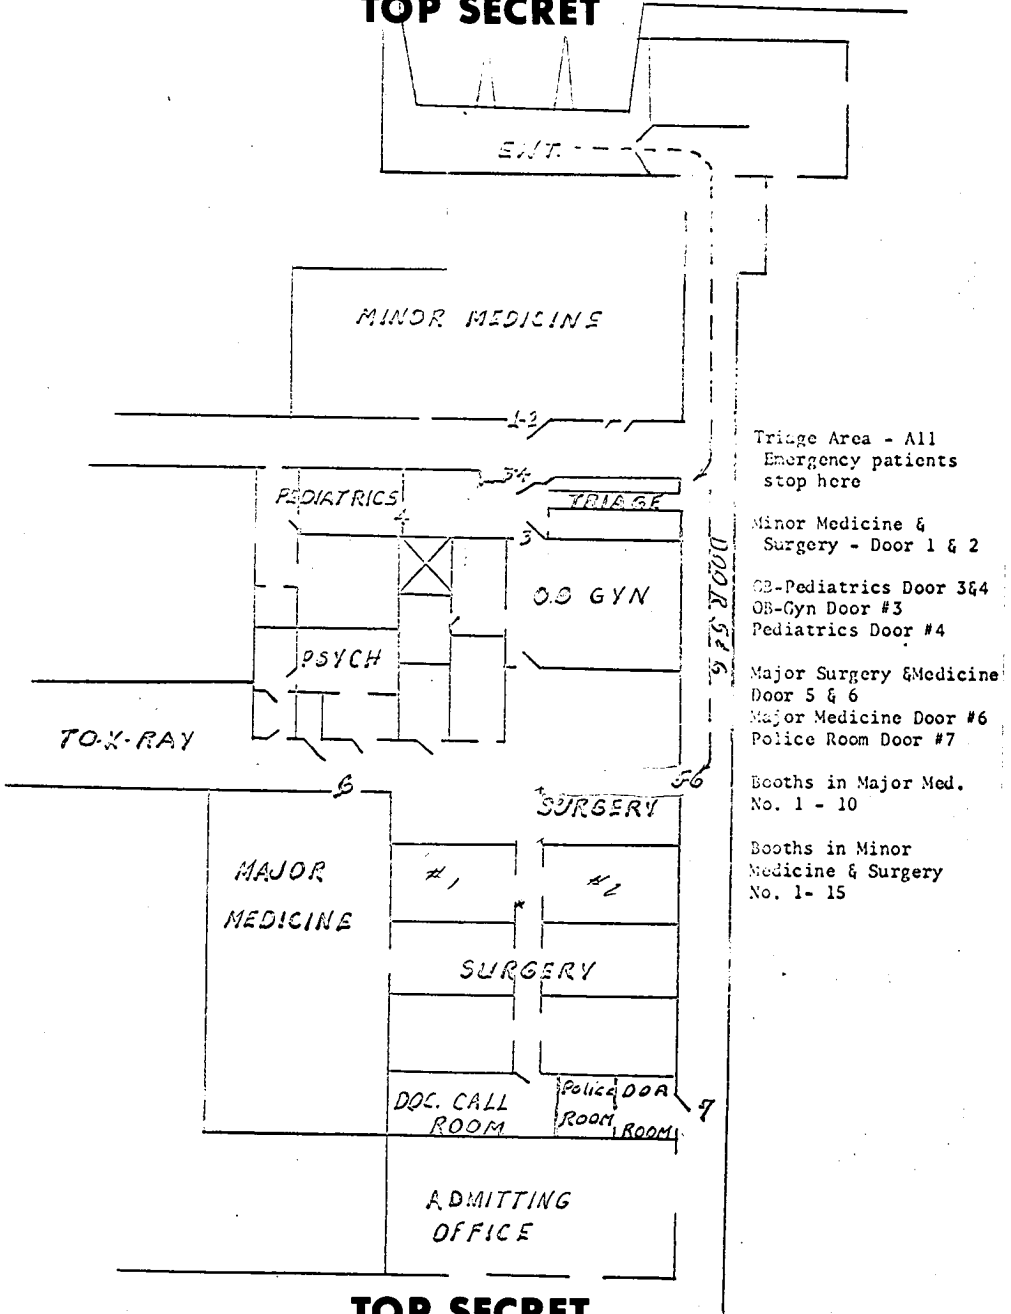 TOP SECRET
ENT.
MINOR MEDICINE
1-2
34
PEDIATRICS
TRIAGE
4
3
O.B GYN
PSYCH
DOOR 5&6
TO-X-RAY
5-6
6
SURGERY
MAJOR
MEDICINE
#1
#2
SURGERY
DOC. CALL
ROOM
Police
ROOM
DOA
ROOM
7
ADMITTING
OFFICE
Triage Area - All
Emergency patients
stop here
Minor Medicine &
Surgery - Door 1 & 2
OB-Pediatrics Door 3&4
OB-Gyn Door #3
Pediatrics Door #4
Major Surgery &Medicine
Door 5 & 6
Major Medicine Door #6
Police Room Door #7
Booths in Major Med.
No. 1 - 10
Booths in Minor
Medicine & Surgery
No. 1- 15
TOP SECRET